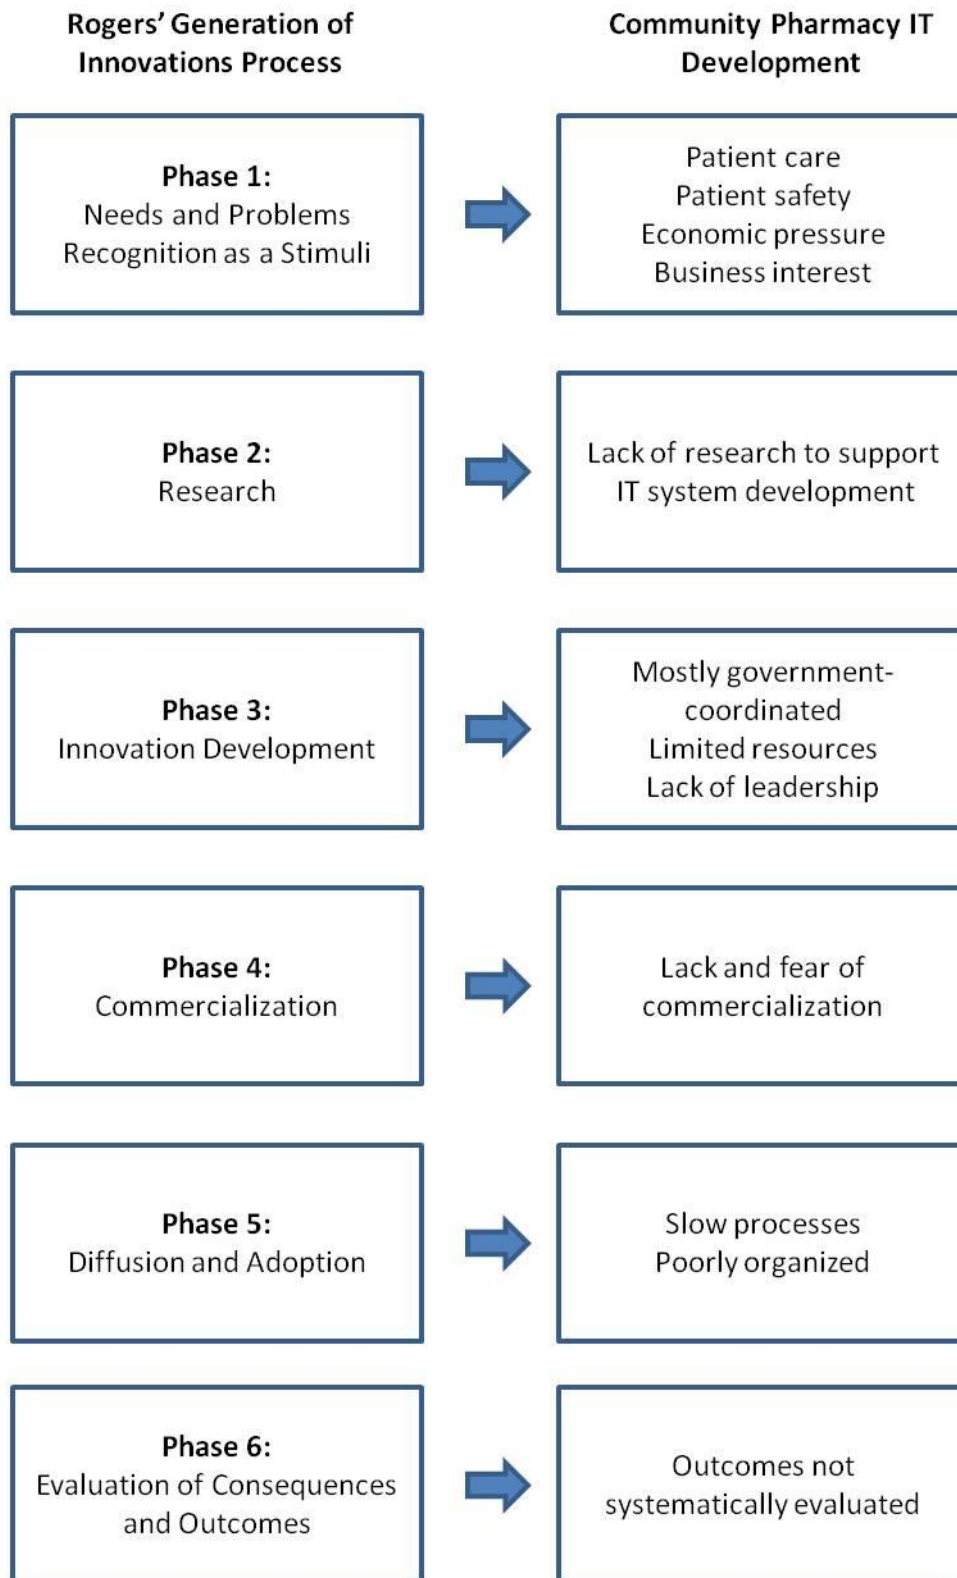 Rogers’ Generation of
Innovations Process
Community Pharmacy IT
Development
Phase 1:
Needs and Problems
Recognition as a Stimuli
Patient care
Patient safety
Economic pressure
Business interest
Phase 2:
Research
Lack of research to support
IT system development
Phase 3:
Innovation Development
Mostly government-
coordinated
Limited resources
Lack of leadership
Phase 4:
Commercialization
Lack and fear of
commercialization
Phase 5:
Diffusion and Adoption
Slow processes
Poorly organized
Phase 6:
Evaluation of Consequences
and Outcomes
Outcomes not
systematically evaluated